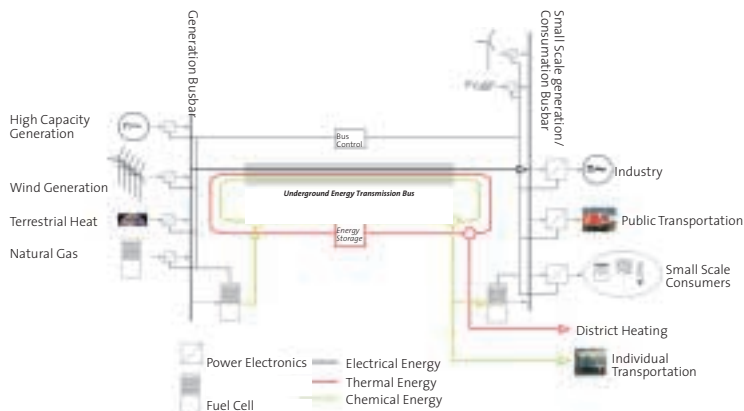 Generation Busbar
Small Scale generation/
Consumation Busbar
High Capacity
Generation
Bus
Control
Wind Generation
Underground Energy Transmission Bus
Industry
Terrestrial Heat
Public Transportation
Energy
Storage
Natural Gas
Small Scale
Consumers
District Heating
Individual
Transportation
Power Electronics
Electrical Energy
Thermal Energy
Fuel Cell
Chemical Energy